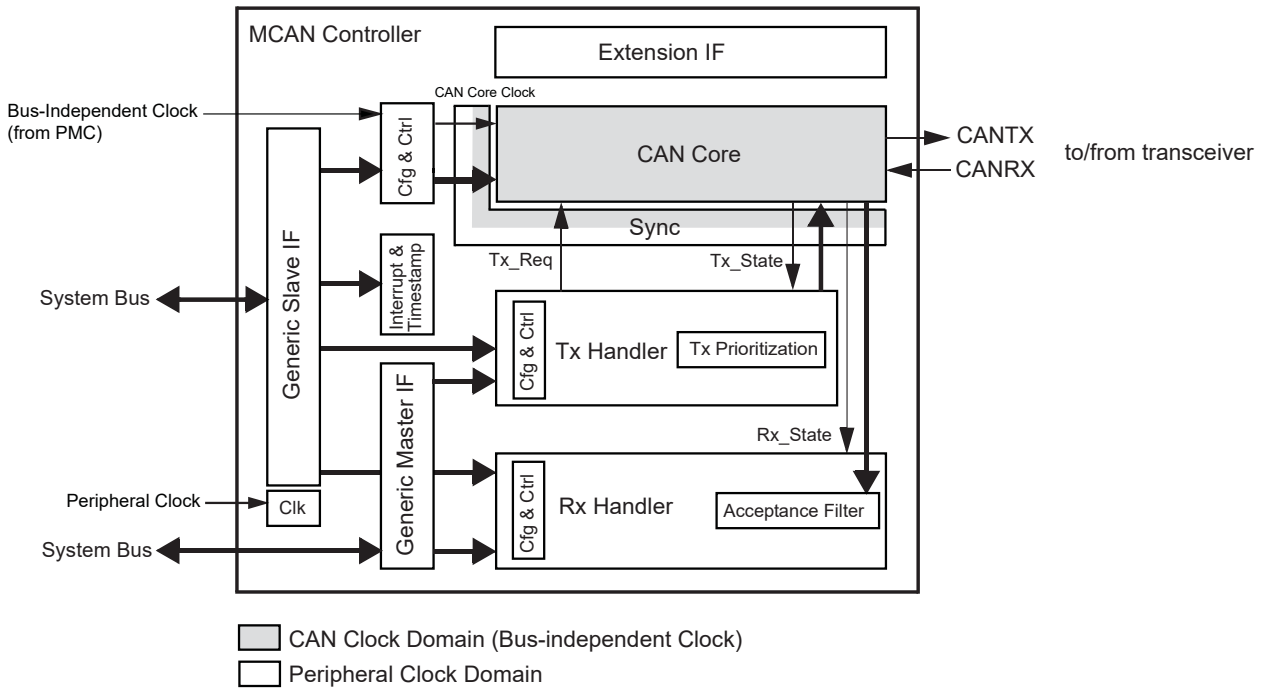 MCAN Controller
Extension IF
CAN Core Clock
Bus-Independent Clock
(from PMC)
Cfg & Ctrl
CAN Core
CANTX
CANRX
to/from transceiver
Sync
Tx_Req
Tx_State
System Bus
Generic Slave IF
Interrupt &
Timestamp
Cfg & Ctrl
Tx Handler
Tx Prioritization
Generic Master IF
Rx_State
Peripheral Clock
Clk
Cfg & Ctrl
Rx Handler
Acceptance Filter
System Bus
CAN Clock Domain (Bus-independent Clock)
Peripheral Clock Domain